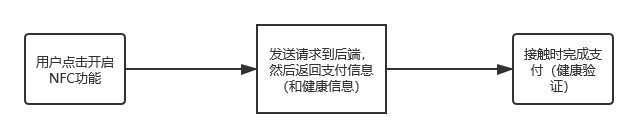 用户点击开启
NFC功能
发送请求到后端，
然后返回支付信息
（和健康信息）
接触时完成支
付（健康验
证）